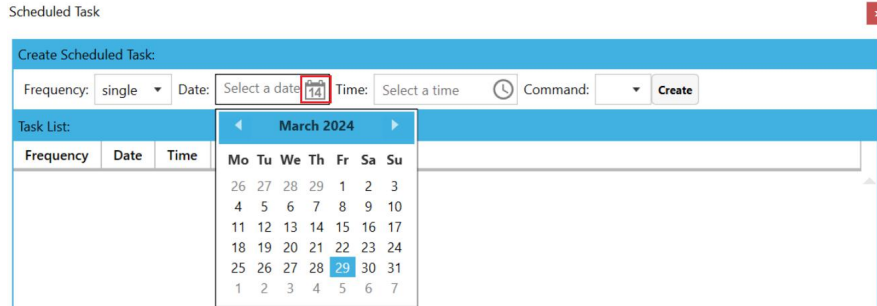 Scheduled Task
Create Scheduled Task:
Frequency: single Date: Select a date 14 Time: Select a time Command: Create
Task List:
Frequency Date Time
March 2024
Mo Tu We Th Fr Sa Su
26 27 28 29 1 2 3
4 5 6 7 8 9 10
11 12 13 14 15 16 17
18 19 20 21 22 23 24
25 26 27 28 29 30 31
1 2 3 4 5 6 7